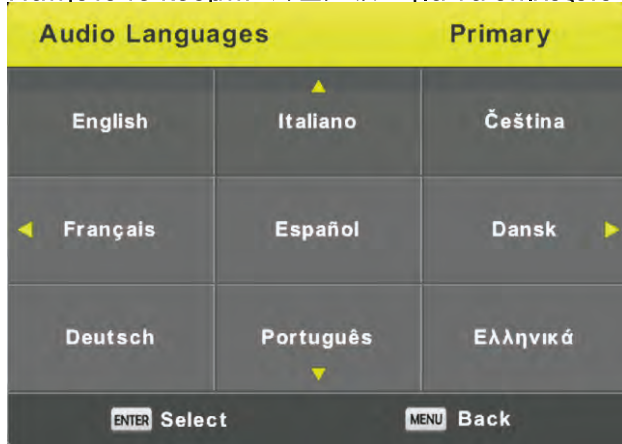 Audio Languages Primary
English Italiano Čeština
Français Español Dansk
Deutsch Português Ελληνικά
ENTER Select MENU Back